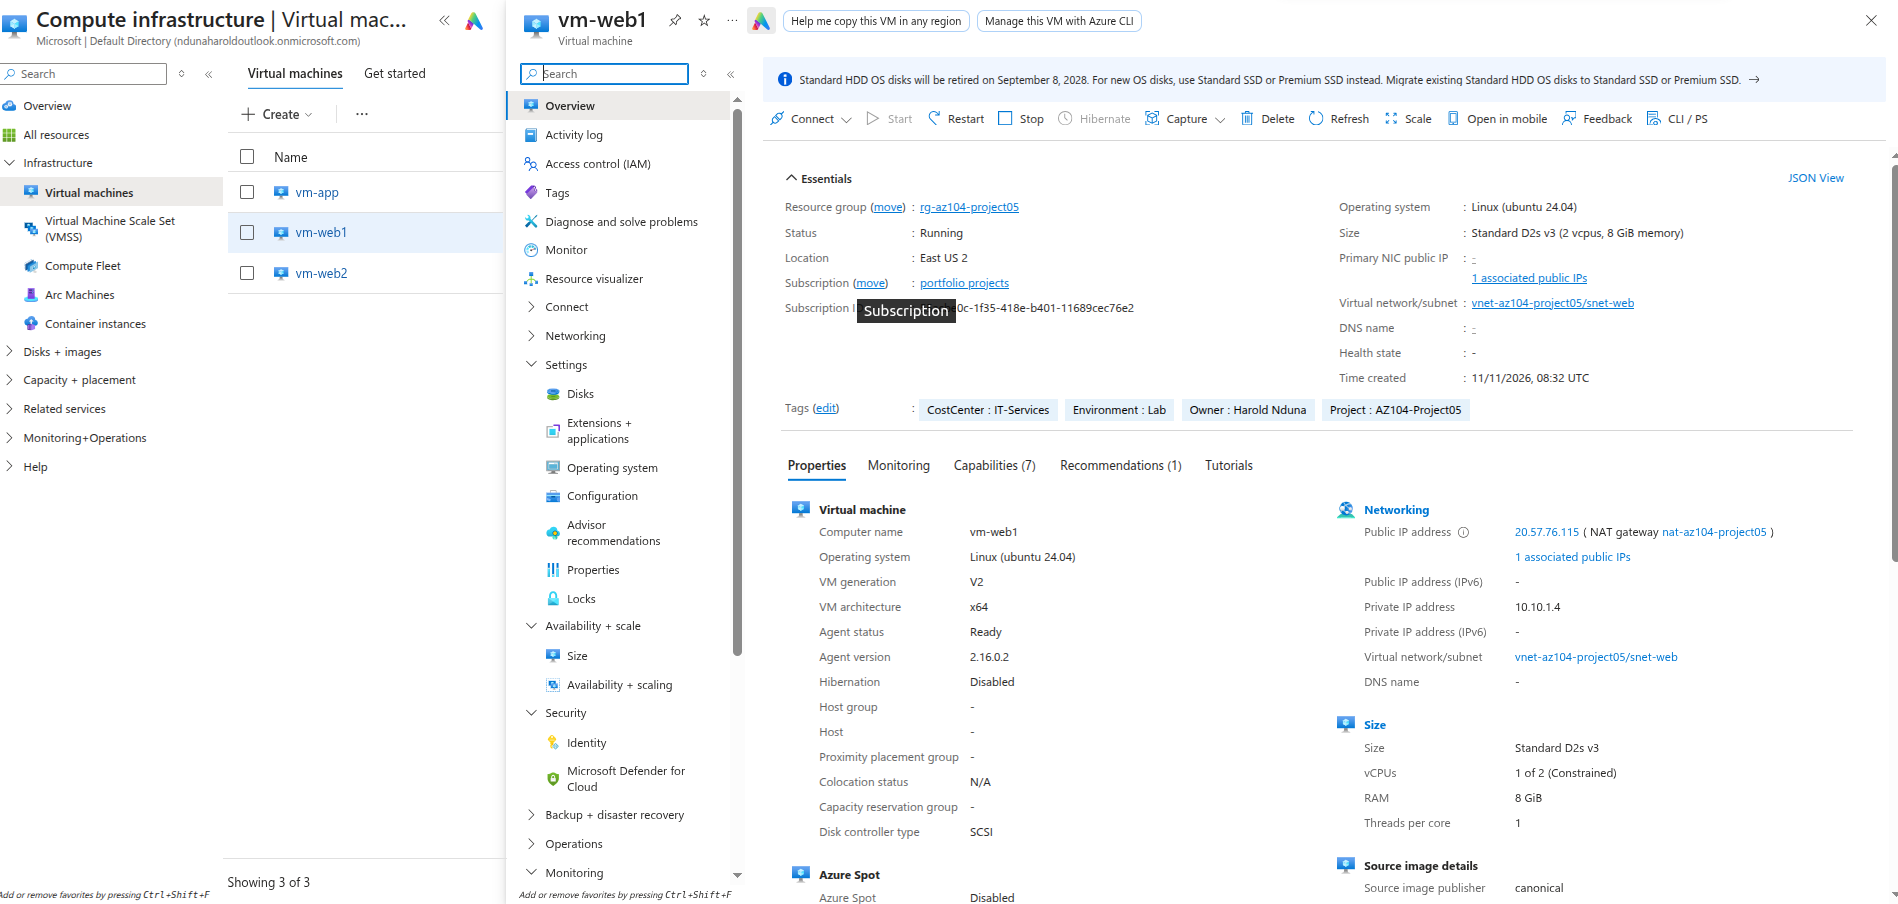 Compute infrastructure | Virtual mac...
Microsoft | Default Directory (ndunaharoldoutlook.onmicrosoft.com)
Search
Overview
All resources
Infrastructure
Virtual machines
Virtual Machine Scale Set
(VMSS)
Compute Fleet
Arc Machines
Container instances
Disks + images
Capacity + placement
Related services
Monitoring+Operations
Help
Add or remove favorites by pressing Ctrl+Shift+F
Virtual machines
Get started
Create
...
Name
vm-app
vm-web1
vm-web2
Showing 3 of 3
vm-web1
Virtual machine
...
Help me copy this VM in any region
Manage this VM with Azure CLI
Search
Overview
Activity log
Access control (IAM)
Tags
Diagnose and solve problems
Monitor
Resource visualizer
Connect
Networking
Settings
Disks
Extensions +
applications
Operating system
Configuration
Advisor
recommendations
Properties
Locks
Availability + scale
Size
Availability + scaling
Security
Identity
Microsoft Defender for
Cloud
Backup + disaster recovery
Operations
Monitoring
Add or remove favorites by pressing Ctrl+Shift+F
Standard HDD OS disks will be retired on September 8, 2028. For new OS disks, use Standard SSD or Premium SSD instead. Migrate existing Standard HDD OS disks to Standard SSD or Premium SSD. →
Connect Start Restart Stop Hibernate Capture Delete Refresh Scale Open in mobile Feedback CLI / PS
Essentials
JSON View
Resource group (move) : rg-az104-project05
Status : Running
Location : East US 2
Subscription (move) : portfolio projects
Subscription 0c-1f35-418e-b401-11689cec76e2
Subscription
Operating system : Linux (ubuntu 24.04)
Size : Standard D2s v3 (2 vcpus, 8 GiB memory)
Primary NIC public IP : -
1 associated public IPs
Virtual network/subnet : vnet-az104-project05/snet-web
DNS name : -
Health state : -
Time created : 11/11/2026, 08:32 UTC
Tags (edit) : CostCenter : IT-Services Environment : Lab Owner : Harold Nduna Project : AZ104-Project05
Properties Monitoring Capabilities (7) Recommendations (1) Tutorials
Virtual machine
Computer name vm-web1
Operating system Linux (ubuntu 24.04)
VM generation V2
VM architecture x64
Agent status Ready
Agent version 2.16.0.2
Hibernation Disabled
Host group -
Host -
Proximity placement group -
Colocation status N/A
Capacity reservation group -
Disk controller type SCSI
Azure Spot
Azure Spot Disabled
Networking
Public IP address 20.57.76.115 ( NAT gateway nat-az104-project05 )
1 associated public IPs
Public IP address (IPv6) -
Private IP address 10.10.1.4
Private IP address (IPv6) -
Virtual network/subnet vnet-az104-project05/snet-web
DNS name -
Size
Size Standard D2s v3
vCPUs 1 of 2 (Constrained)
RAM 8 GiB
Threads per core 1
Source image details
Source image publisher canonical